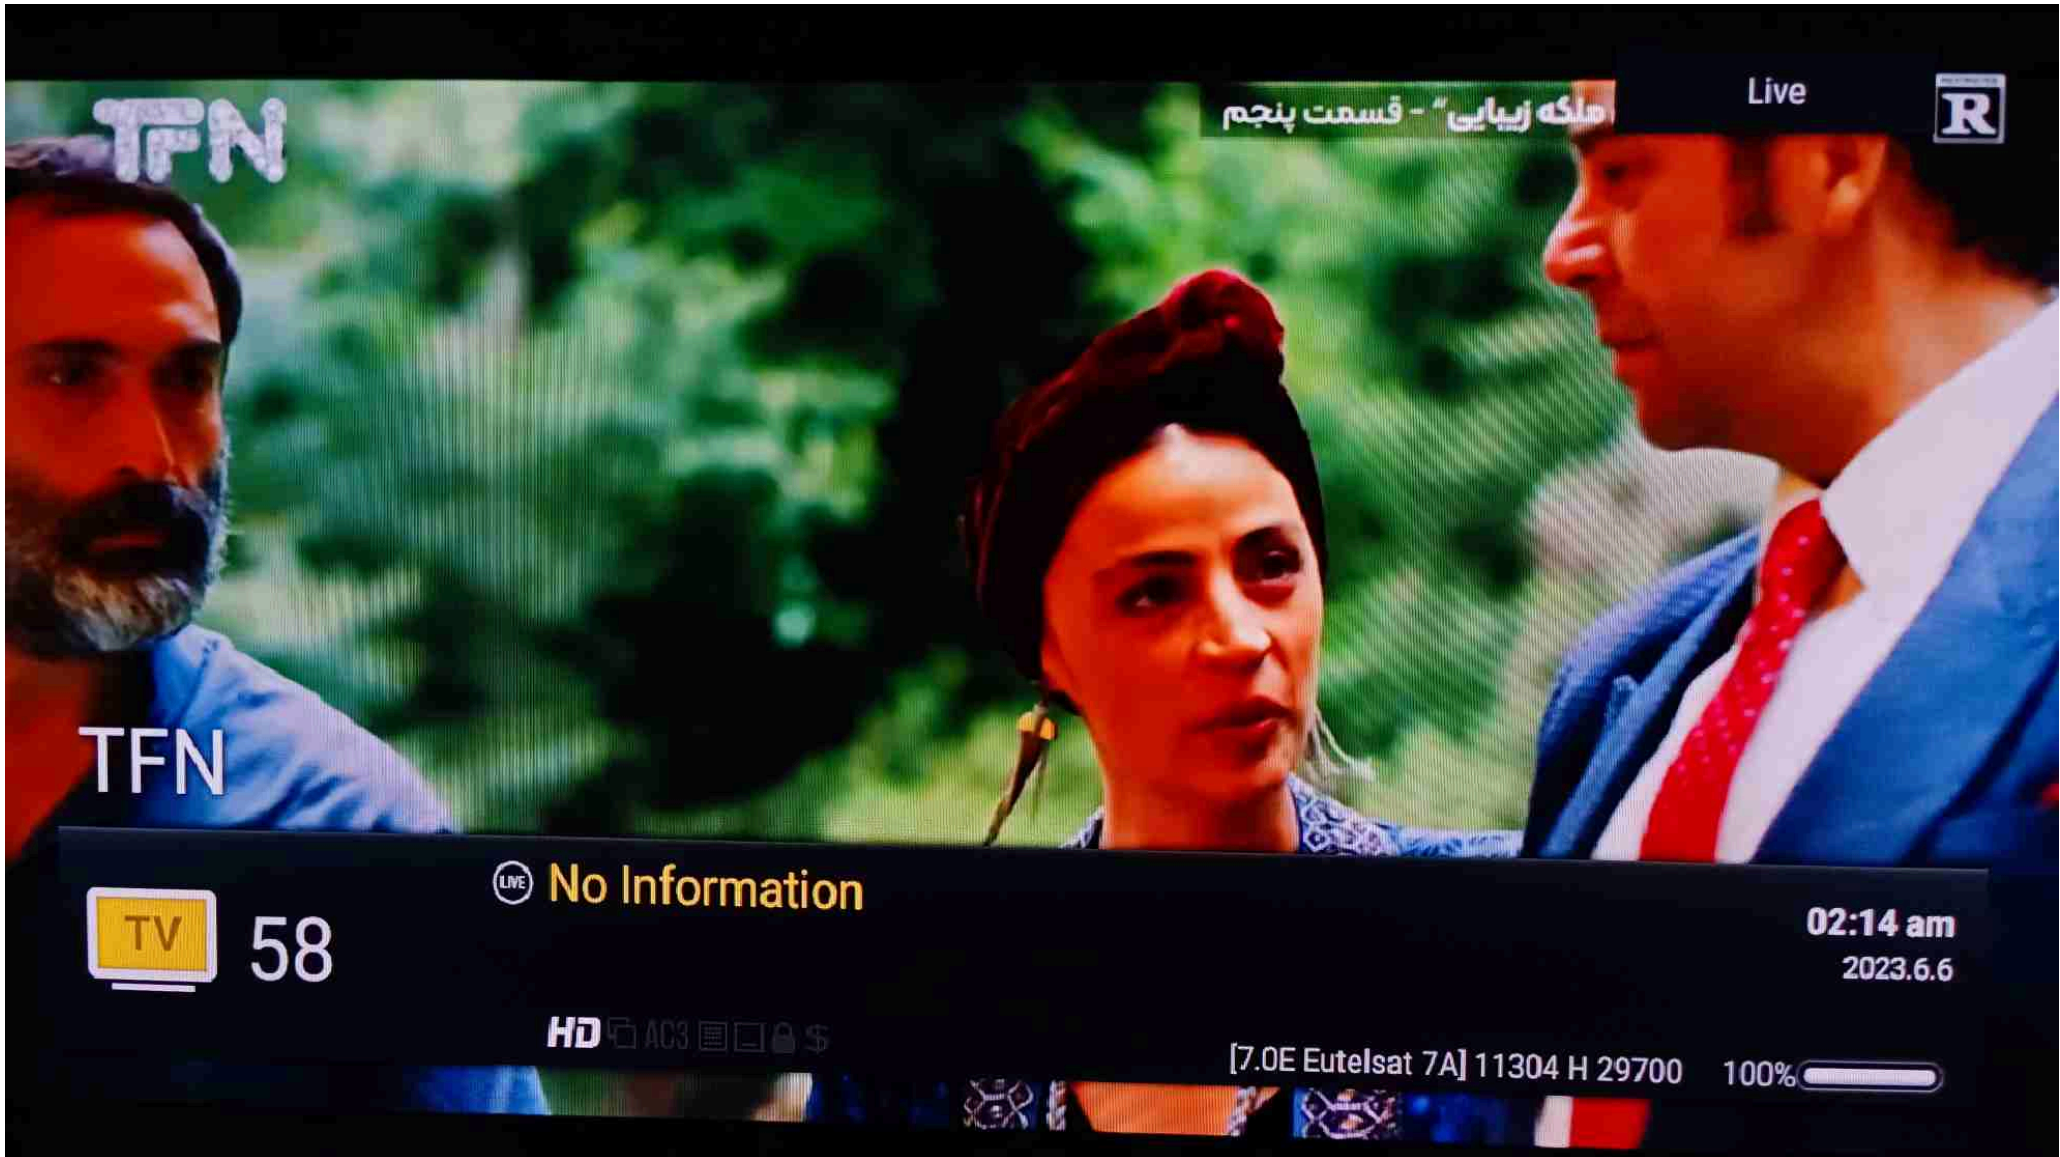 TFN
ملکه زیبایی" - قسمت پنجم
Live
R
TFN
TV
58
LIVE
No Information
02:14 am
2023.6.6
HD AC3 $
[7.0E Eutelsat 7A] 11304 H 29700 100%